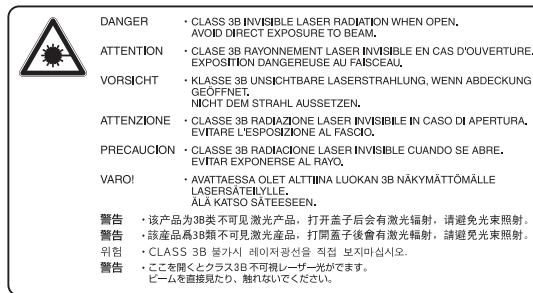 DANGER ・CLASS 3B INVISIBLE LASER RADIATION WHEN OPEN.
AVOID DIRECT EXPOSURE TO BEAM.
ATTENTION ・CLASE 3B RAYONNEMENT LASER INVISIBLE EN CAS D'OUVERTURE.
EXPOSITION DANGEREUSE AU FAISCEAU.
VORSICHT ・KLASSE 3B UNSICHTBARE LASERSTRAHLUNG, WENN ABDECKUNG
GEÖFFNET.
NICHT DEM STRAHL AUSSETZEN.
ATTENZIONE ・CLASSE 3B RADIAZIONE LASER INVISIBILE IN CASO DI APERTURA.
EVITARE L'ESPOSIZIONE AL FASCIO.
PRECAUCION ・CLASSE 3B RADIACIONE LASER INVISIBLE CUANDO SE ABRE.
EVITAR EXPONERSE AL RAYO.
VARO! ・AVATTAESSA OLET ALTTIINA LUOKAN 3B NÄKYMÄTTÖMÄLLE
LASERSÄTEILYLLE.
ÄLÄ KATSO SÄTEESEEN.
警告 ・该产品为3B类不可见激光产品，打开盖子后会有激光辐射，请避免光束照射。
警告 ・該産品爲3B類不可見激光産品，打開蓋子後會有激光輻射，請避免光束照射。
위험 ・CLASS 3B 불가시 레이저광선을 직접 보지마십시오.
警告 ・ここを開くとクラス3B不可視レーザー光がでます。
ビームを直接見たり、触れないでください。